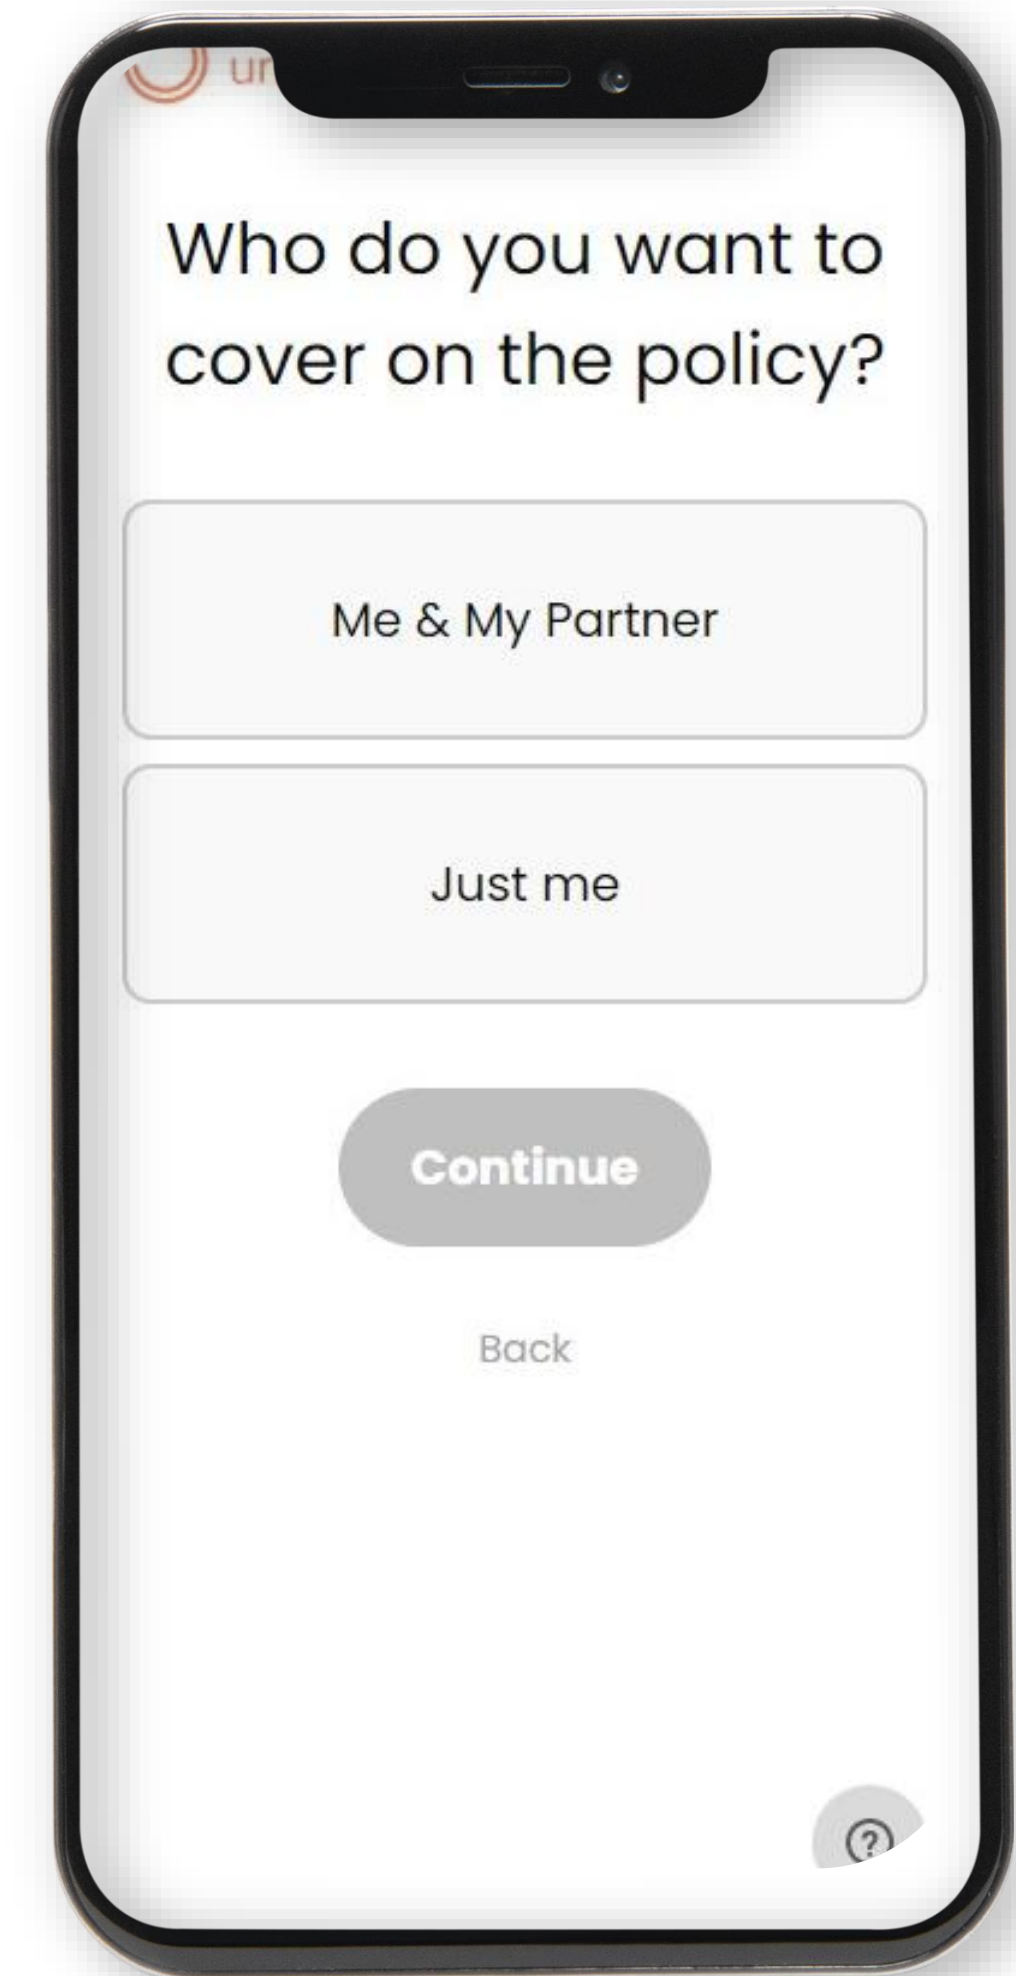 Who do you want to
cover on the policy?
Me & My Partner
Just me
Continue
Back
?